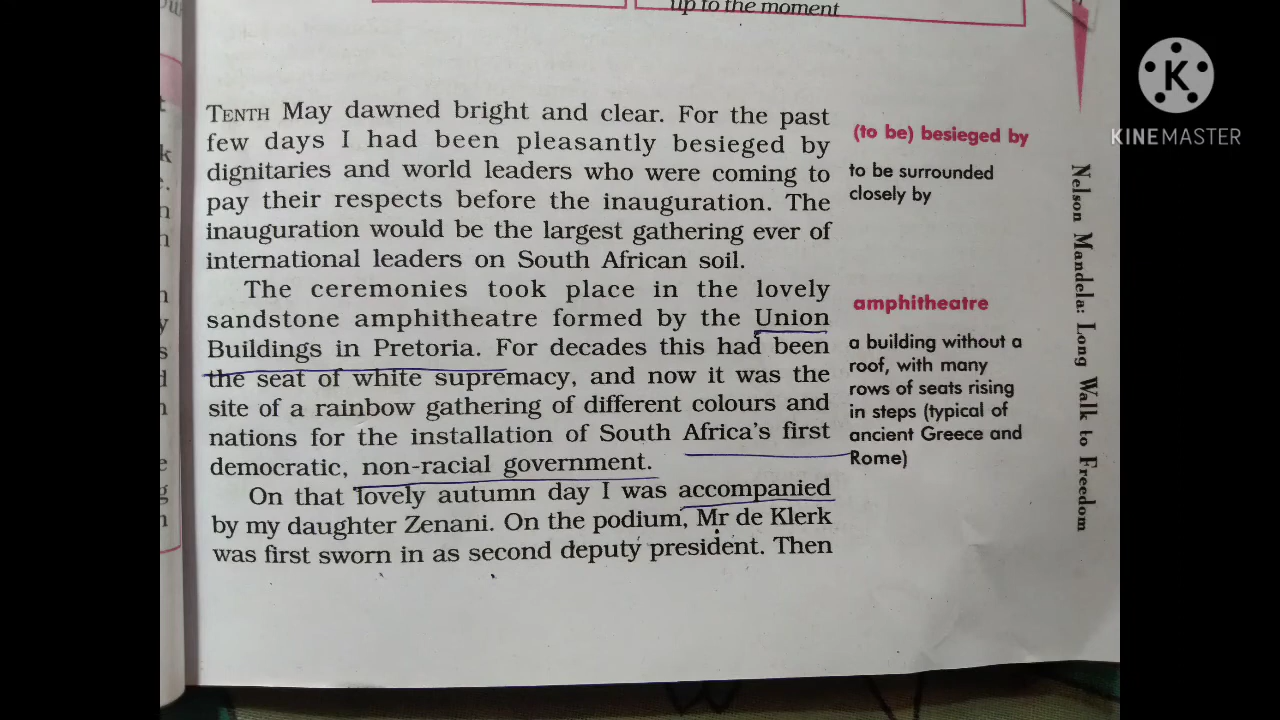 up to the moment
TENTH May dawned bright and clear. For the past
few days I had been pleasantly besieged by
dignitaries and world leaders who were coming to
pay their respects before the inauguration. The
inauguration would be the largest gathering ever of
international leaders on South African soil.
The ceremonies took place in the lovely
sandstone amphitheatre formed by the Union
Buildings in Pretoria. For decades this had been
the seat of white supremacy, and now it was the
site of a rainbow gathering of different colours and
nations for the installation of South Africa's first
democratic, non-racial government.
On that lovely autumn day I was accompanied
by my daughter Zenani. On the podium, Mr de Klerk
was first sworn in as second deputy president. Then
(to be) besieged by
to be surrounded
closely by
amphitheatre
a building without a
roof, with many
rows of seats rising
in steps (typical of
ancient Greece and
Rome)
Nelson Mandela: Long Walk to Freedom
K
KINEMASTER